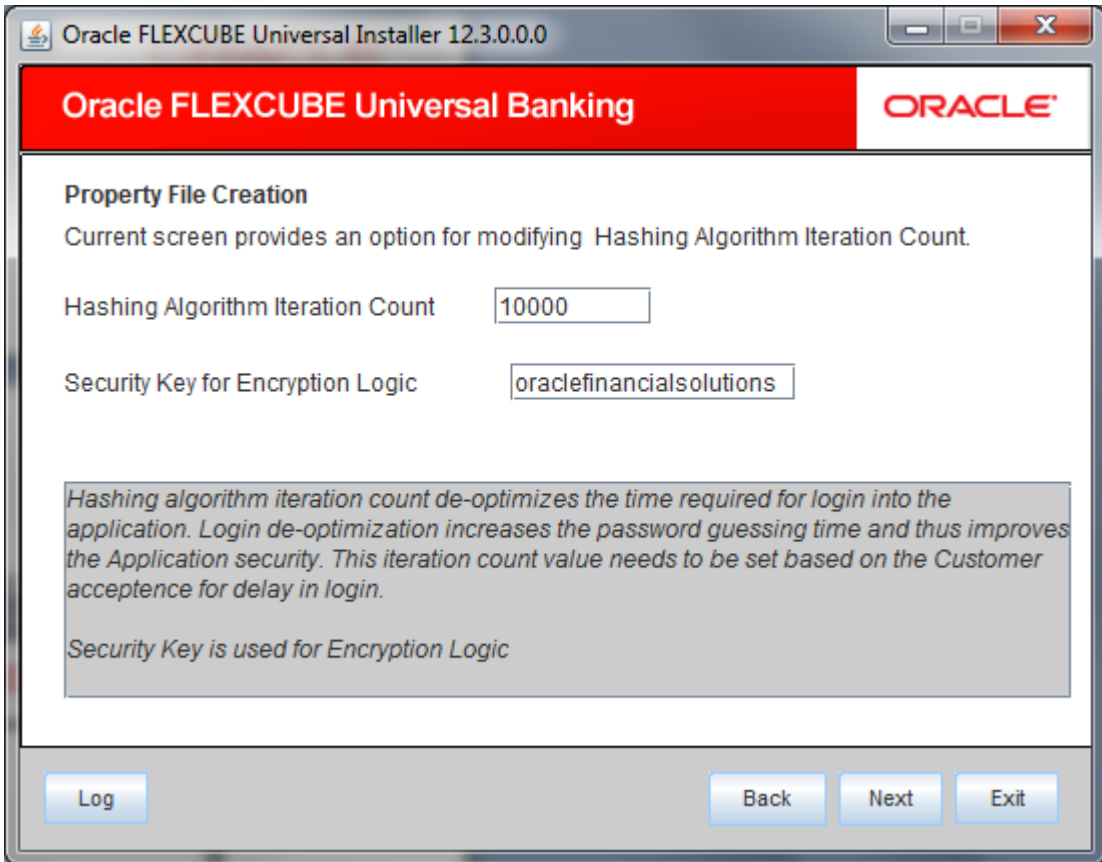 Oracle FLEXCUBE Universal Installer 12.3.0.0.0
Oracle FLEXCUBE Universal Banking
ORACLE
Property File Creation
Current screen provides an option for modifying Hashing Algorithm Iteration Count.
Hashing Algorithm Iteration Count 10000
Security Key for Encryption Logic oraclefinancialsolutions
Hashing algorithm iteration count de-optimizes the time required for login into the
application. Login de-optimization increases the password guessing time and thus improves
the Application security. This iteration count value needs to be set based on the Customer
acceptence for delay in login.
Security Key is used for Encryption Logic
Log Back Next Exit